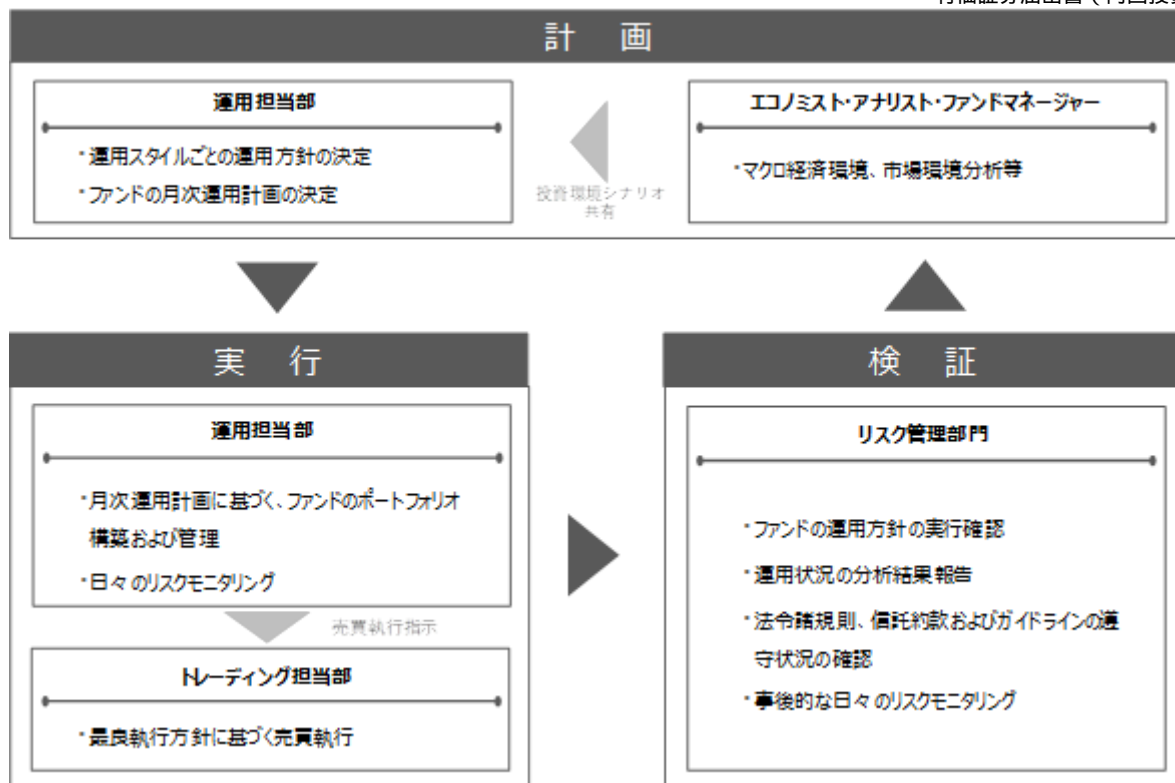 計 画
運用担当部
・運用スタイルごとの運用方針の決定
・ファンドの月次運用計画の決定
投資環境シナリオ
共有
エコノミスト・アナリスト・ファンドマネージャー
・マクロ経済環境、市場環境分析等
実 行
運用担当部
・月次運用計画に基づく、ファンドのポートフォリオ
構築および管理
・日々のリスクモニタリング
売買執行指示
トレーディング担当部
・最良執行方針に基づく売買執行
検 証
リスク管理部門
・ファンドの運用方針の実行確認
・運用状況の分析結果報告
・法令諸規則、信託約款およびガイドラインの遵
守状況の確認
・事後的な日々のリスクモニタリング